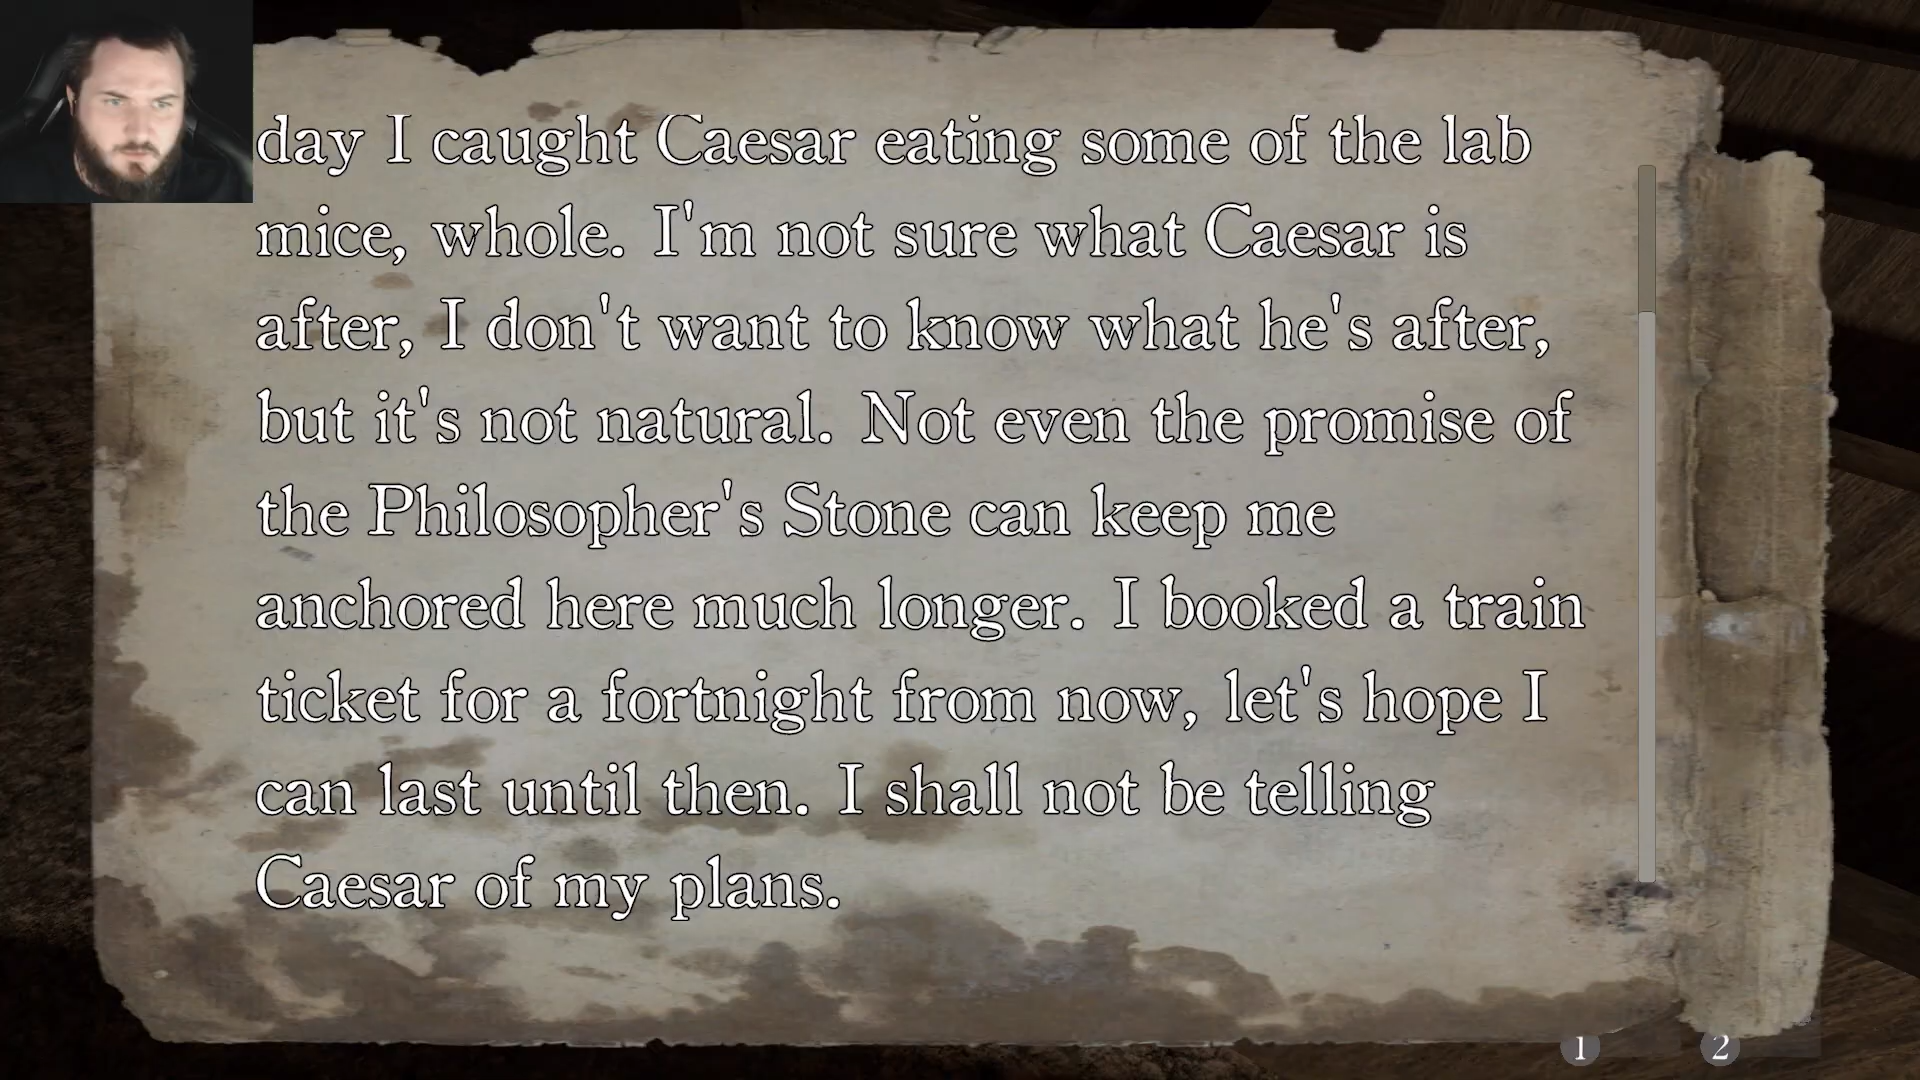 day I caught Caesar eating some of the lab
mice, whole. I'm not sure what Caesar is
after, I don't want to know what he's after,
but it's not natural. Not even the promise of
the Philosopher's Stone can keep me
anchored here much longer. I booked a train
ticket for a fortnight from now, let's hope I
can last until then. I shall not be telling
Caesar of my plans.
1 2